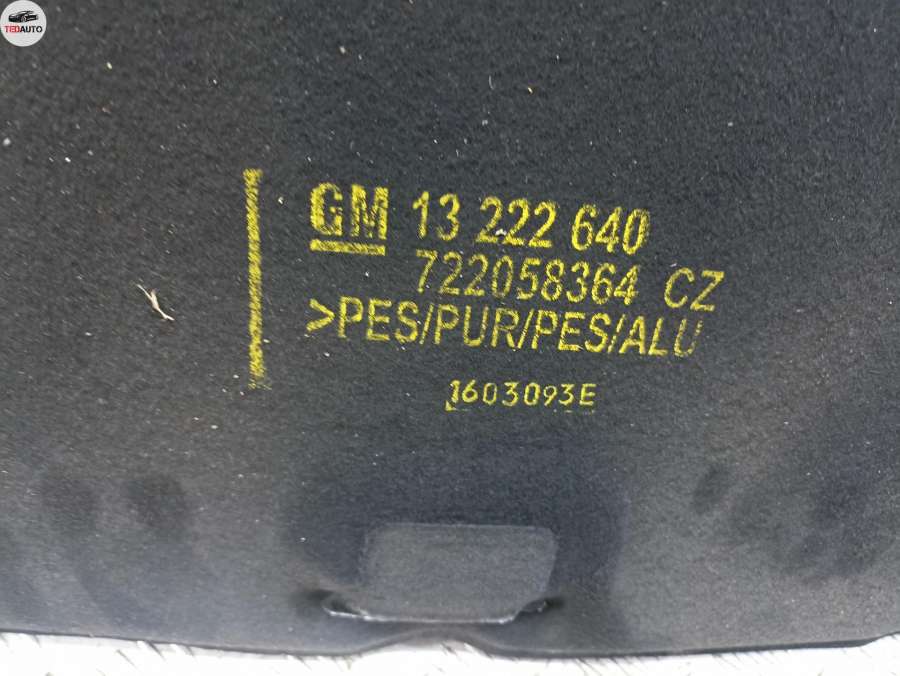 TEDAUTO
GM 13 222 640
722058364 CZ
>PES/PUR/PES/ALU
1603093E